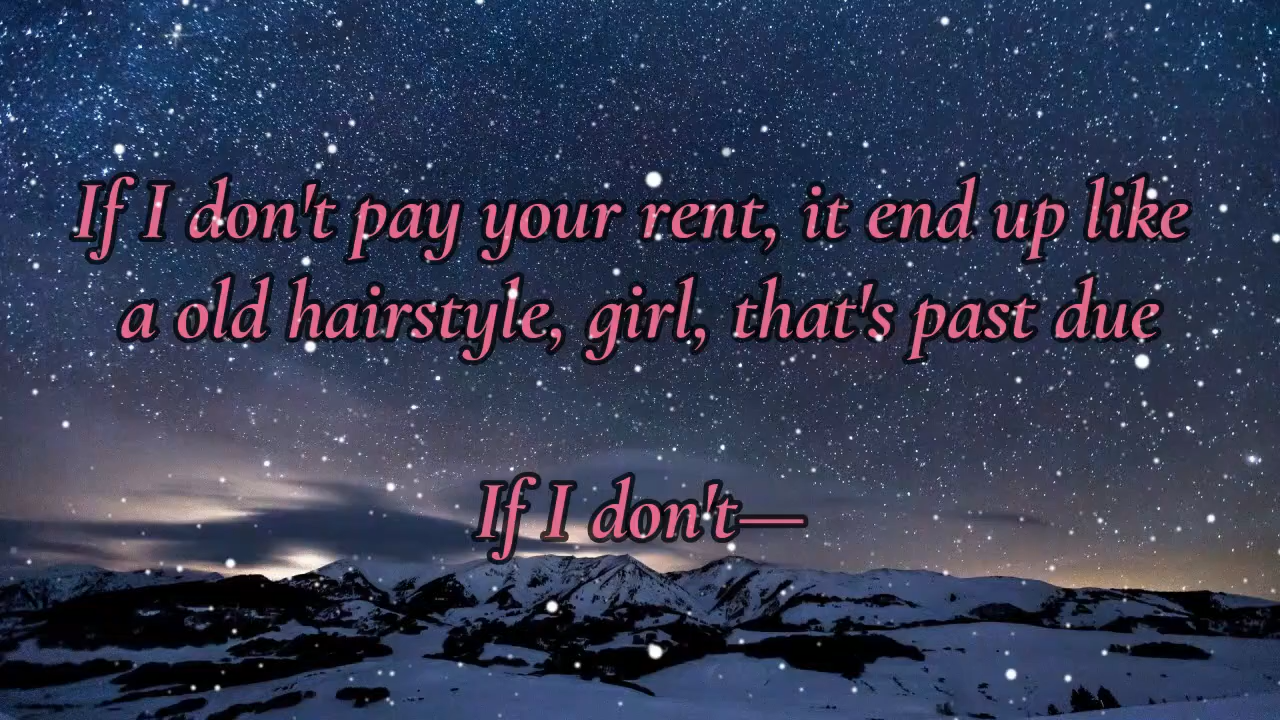 If I don't pay your rent, it end up like
a old hairstyle, girl, that's past due
If I don't—